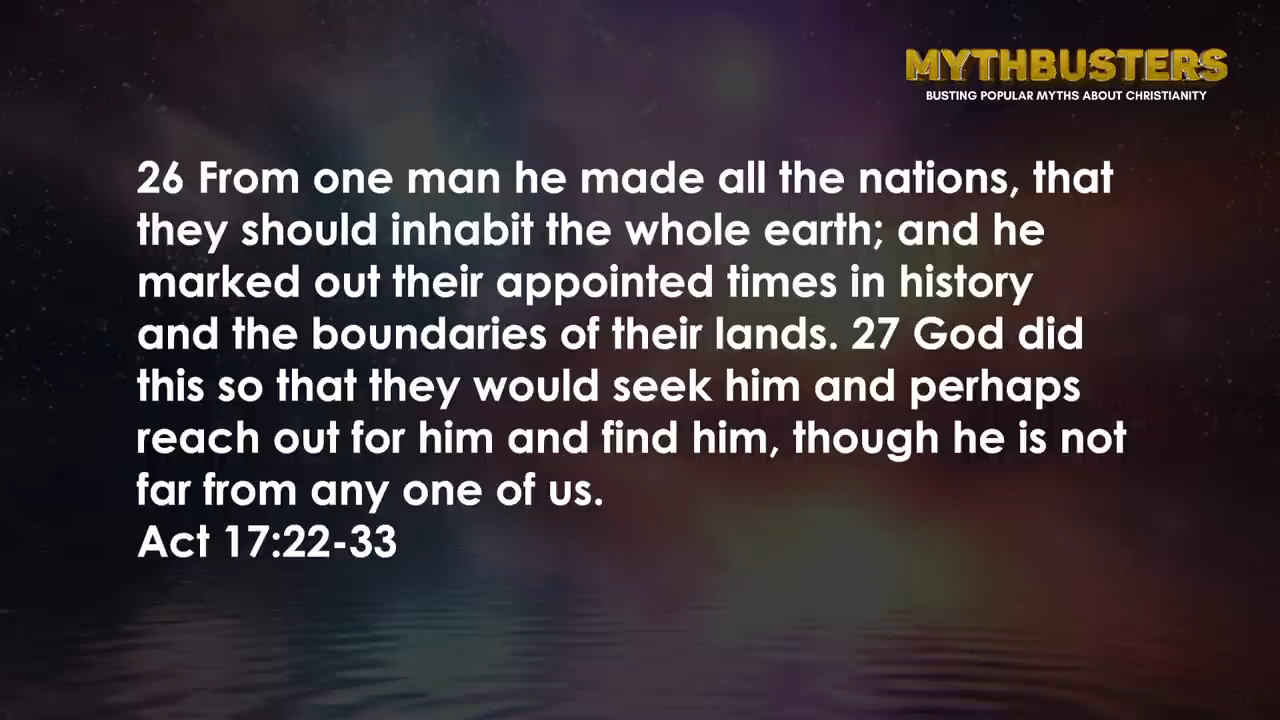 MYTHBUSTERS
BUSTING POPULAR MYTHS ABOUT CHRISTIANITY
26 From one man he made all the nations, that
they should inhabit the whole earth; and he
marked out their appointed times in history
and the boundaries of their lands. 27 God did
this so that they would seek him and perhaps
reach out for him and find him, though he is not
far from any one of us.
Act 17:22-33